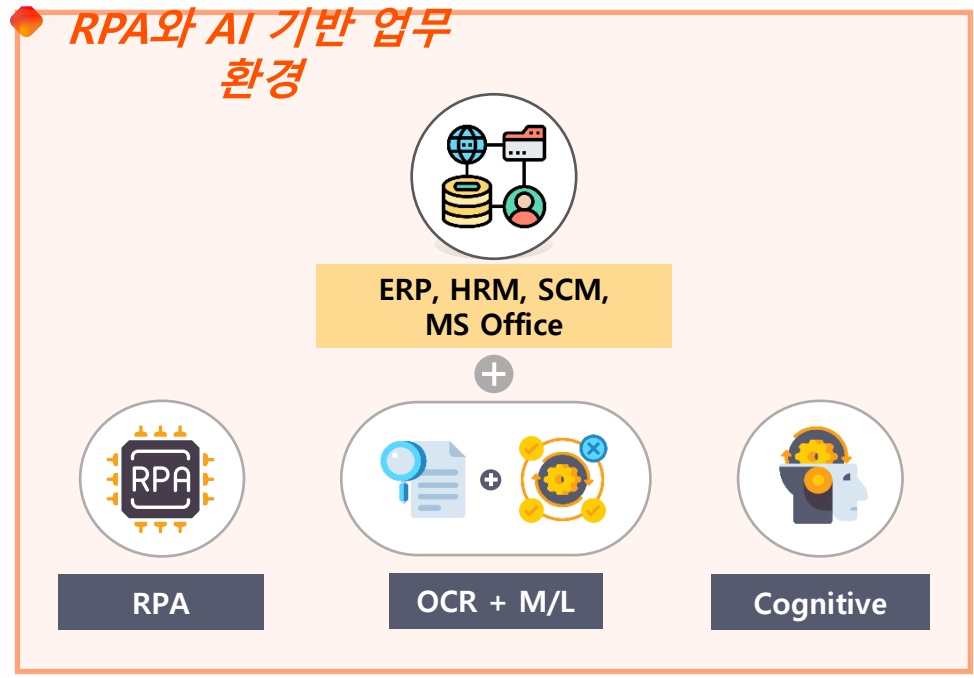 RPA와 AI 기반 업무
환경
ERP, HRM, SCM,
MS Office
RPA
RPA
OCR + M/L
Cognitive